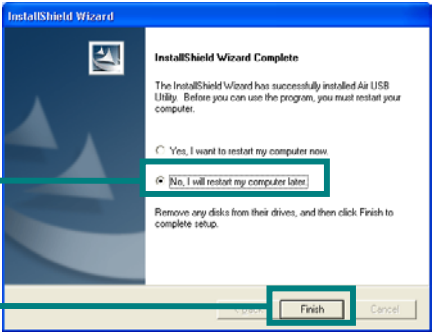 InstallShield Wizard
InstallShield Wizard Complete
The InstallShield Wizard has successfully installed Air USB
Utility. Before you can use the program, you must restart your
computer.
Yes, I want to restart my computer now.
No, I will restart my computer later.
Remove any disks from their drives, and then click Finish to
complete setup.
< Back
Finish
Cancel